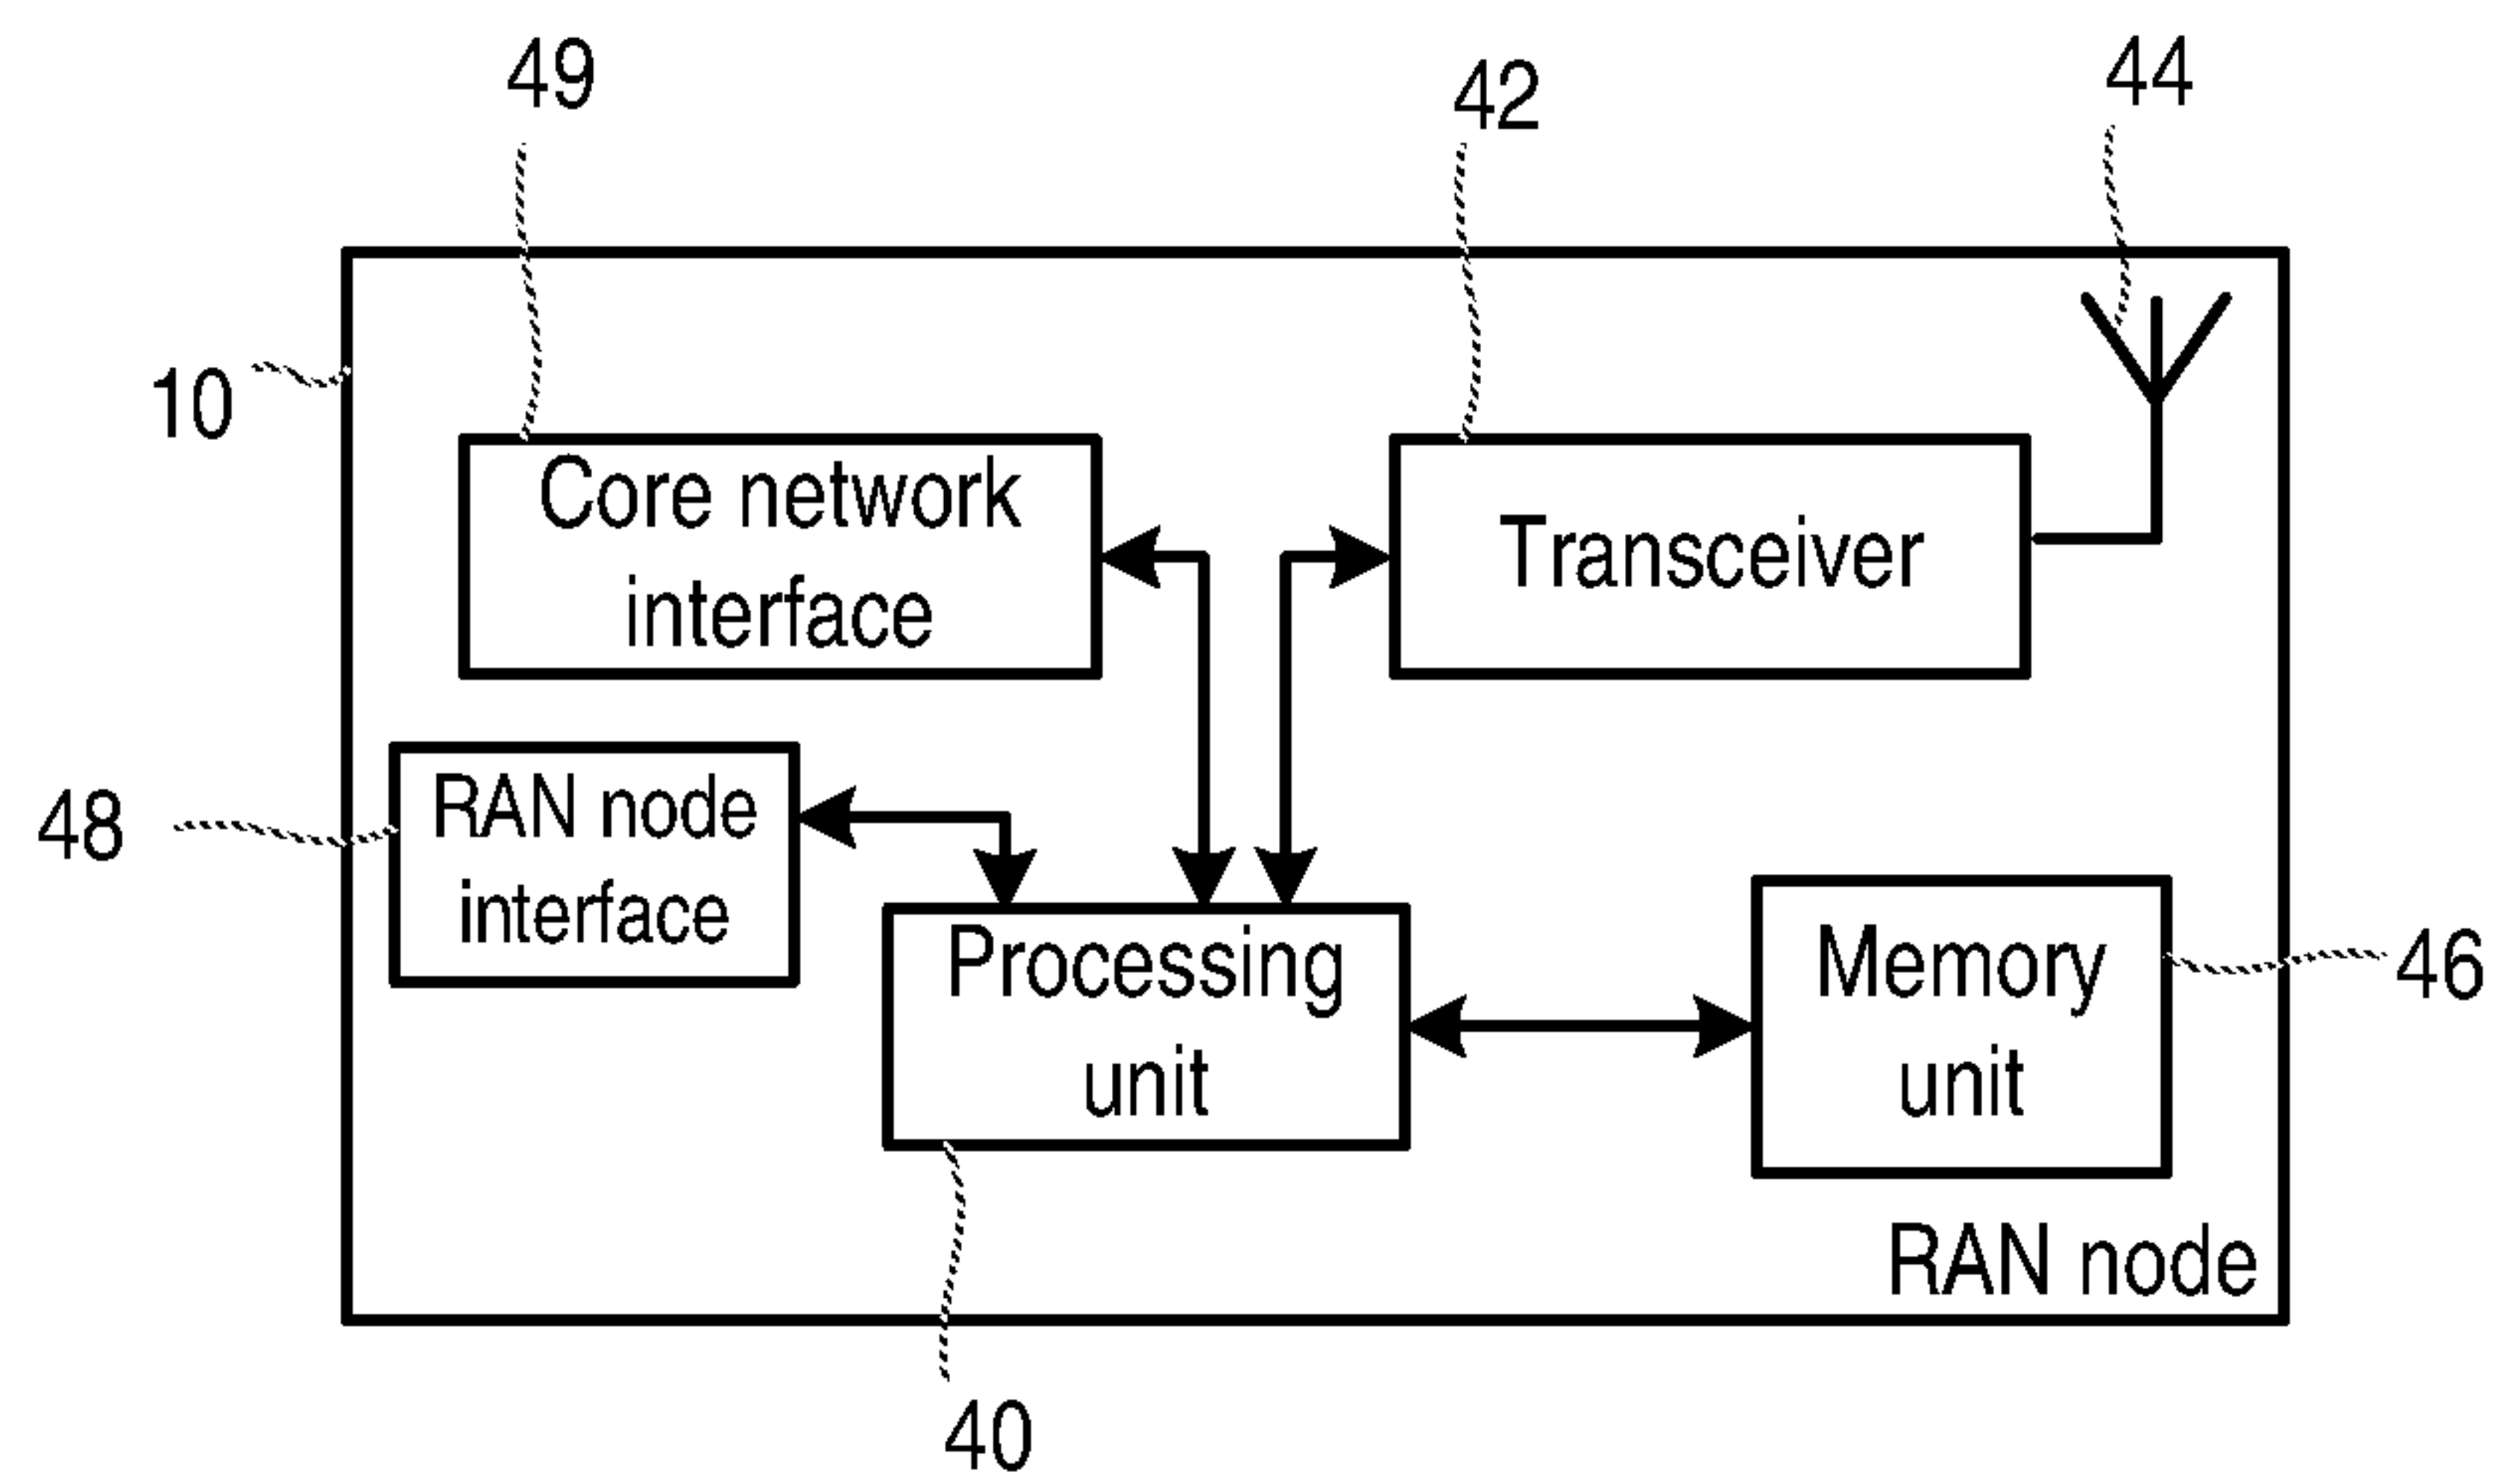 49
42
44
10
Core network
interface
Transceiver
48
RAN node
interface
Processing
unit
Memory
unit
46
RAN node
40